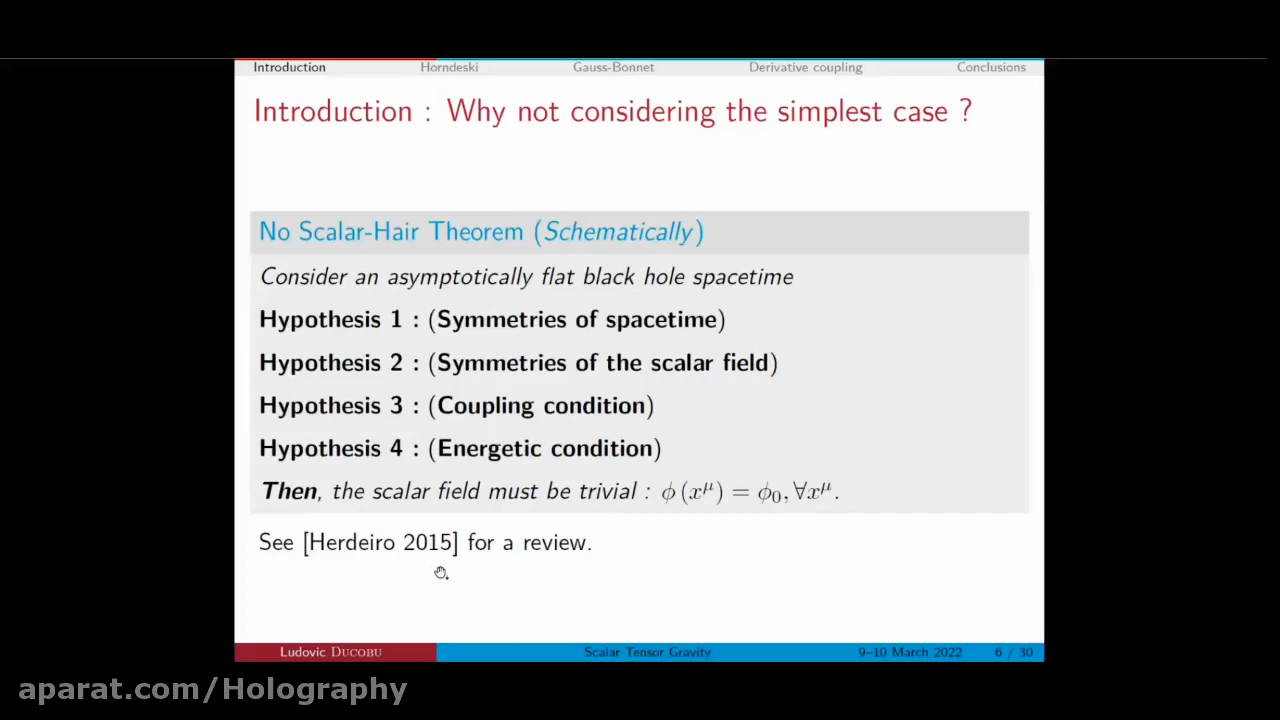 Introduction Horndeski Gauss-Bonnet Derivative coupling Conclusions
Introduction : Why not considering the simplest case ?
No Scalar-Hair Theorem (Schematically)
Consider an asymptotically flat black hole spacetime
Hypothesis 1 : (Symmetries of spacetime)
Hypothesis 2 : (Symmetries of the scalar field)
Hypothesis 3 : (Coupling condition)
Hypothesis 4 : (Energetic condition)
Then, the scalar field must be trivial : ϕ (x^μ) = ϕ₀, ∀x^μ.
See [Herdeiro 2015] for a review.
Ludovic Ducobu Scalar Tensor Gravity 9–10 March 2022 6 / 30
aparat.com/Holography